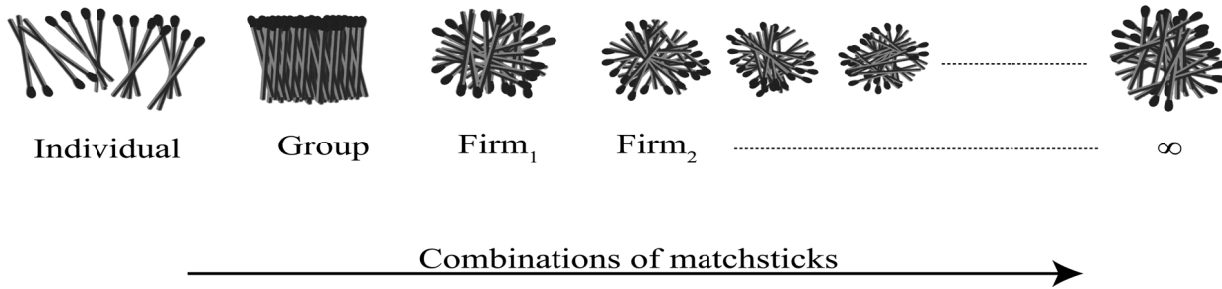 Individual Group Firm₁ Firm₂ ∞
Combinations of matchsticks